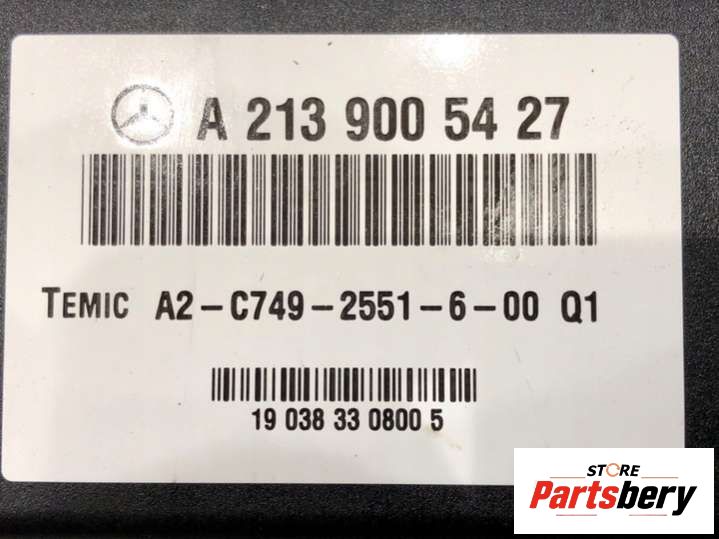 A 213 900 54 27
TEMIC A2-C749-2551-6-00 Q1
19 038 33 0800 5
STORE
Partsbery